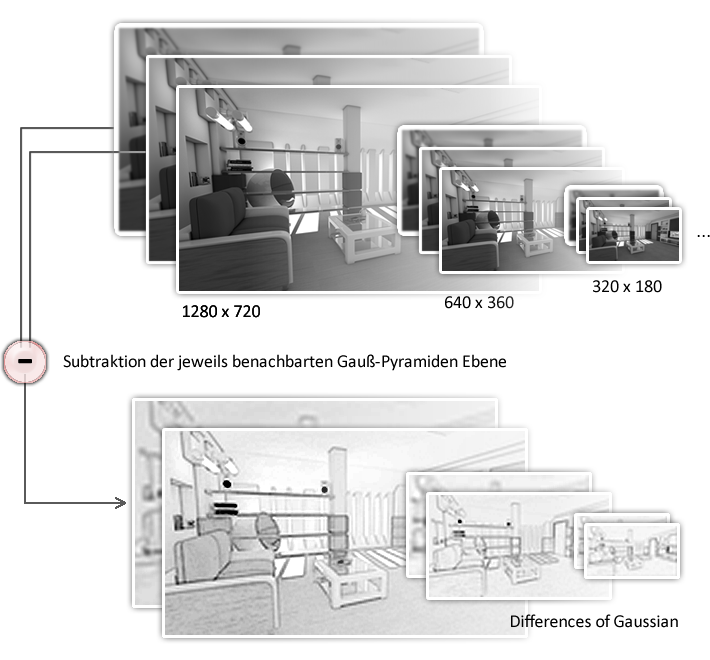 ...
320 x 180
640 x 360
1280 x 720
Subtraktion der jeweils benachbarten Gauß-Pyramiden Ebene
Differences of Gaussian